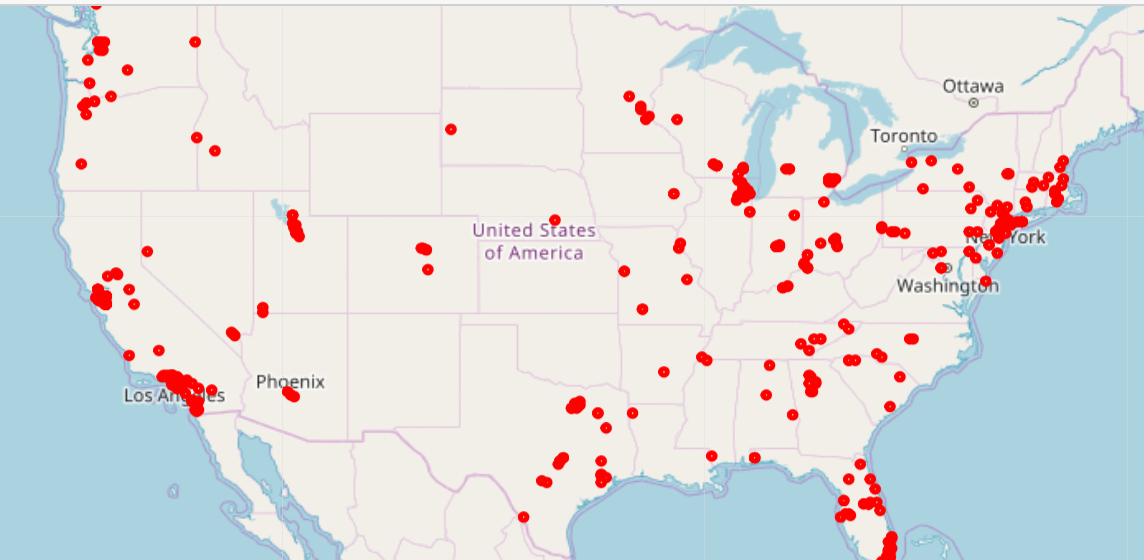 Ottawa
Toronto
United States
of America
New York
Washington
Phoenix
Los Angeles